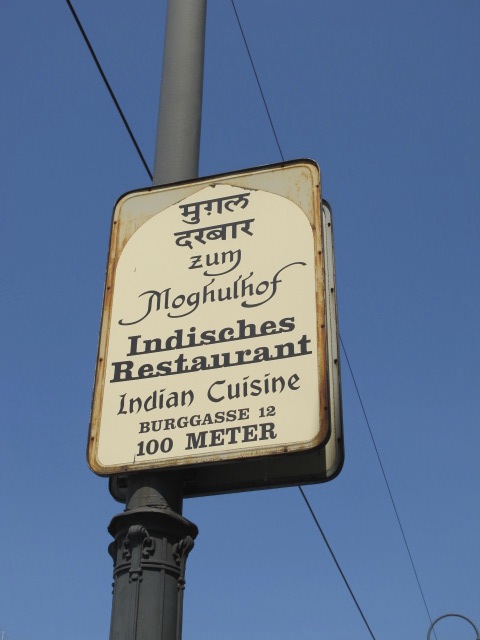 मुग़ल
दरबार
zum
Moghulhof
Indisches
Restaurant
Indian Cuisine
BURGGASSE 12
100 METER